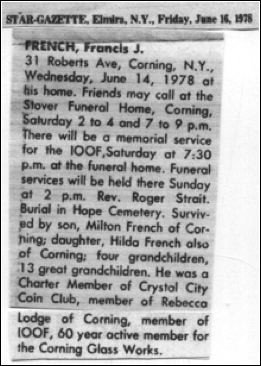 STAR-GAZETTE, Elmira, N.Y., Friday, June 16, 1978
FRENCH, Francis J.
31 Roberts Ave, Corning, N.Y.,
Wednesday, June 14, 1978 at
his home. Friends may call at the
Stover Funeral Home, Corning,
Saturday 2 to 4 and 7 to 9 p.m.
There will be a memorial service
for the IOOF,Saturday at 7:30
p.m. at the funeral home. Funeral
services will be held there Sunday
at 2 p.m. Rev. Roger Strait.
Burial in Hope Cemetery. Surviv-
ed by son, Milton French of Cor-
ning; daughter, Hilda French also
of Corning; four grandchildren,
13 great grandchildren. He was a
Charter Member of Crystal City
Coin Club, member of Rebecca
Lodge of Corning, member of
IOOF, 60 year active member for
the Corning Glass Works.